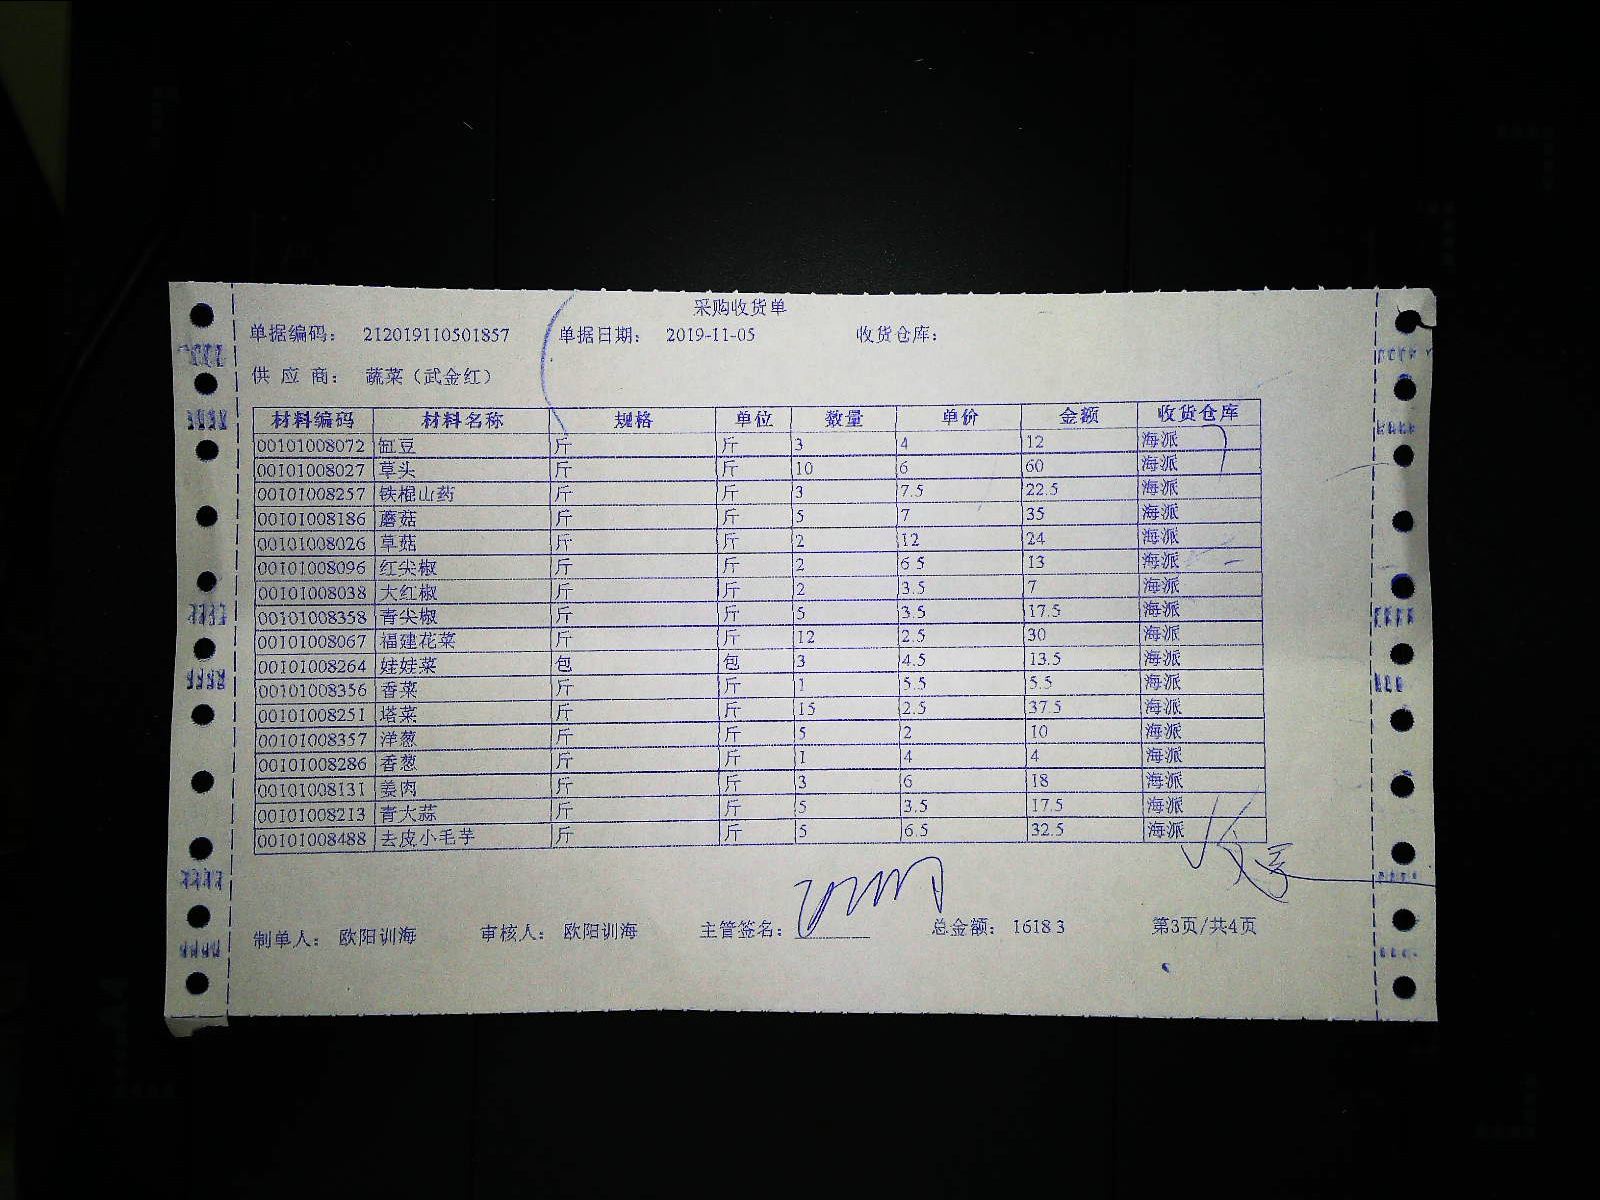 采购收货单
单据编码: 212019110501857 单据日期: 2019-11-05 收货仓库:
供 应 商: 蔬菜（武金红）
材料编码 材料名称 规格 单位 数量 单价 金额 收货仓库
00101008072 缸豆 斤 斤 3 4 12 海派
00101008027 草头 斤 斤 10 6 60 海派
00101008257 铁棍山药 斤 斤 3 7.5 22.5 海派
00101008186 蘑菇 斤 斤 5 7 35 海派
00101008026 草菇 斤 斤 2 12 24 海派
00101008096 红尖椒 斤 斤 2 6.5 13 海派
00101008038 大红椒 斤 斤 2 3.5 7 海派
00101008358 青尖椒 斤 斤 5 3.5 17.5 海派
00101008067 福建花菜 斤 斤 12 2.5 30 海派
00101008264 娃娃菜 包 包 3 4.5 13.5 海派
00101008356 香菜 斤 斤 1 5.5 5.5 海派
00101008251 塔菜 斤 斤 15 2.5 37.5 海派
00101008357 洋葱 斤 斤 5 2 10 海派
00101008286 香葱 斤 斤 1 4 4 海派
00101008131 姜肉 斤 斤 3 6 18 海派
00101008213 青大蒜 斤 斤 5 3.5 17.5 海派
00101008488 去皮小毛芋 斤 斤 5 6.5 32.5 海派
制单人: 欧阳训海 审核人: 欧阳训海 主管签名: 总金额: 1618.3 第3页/共4页